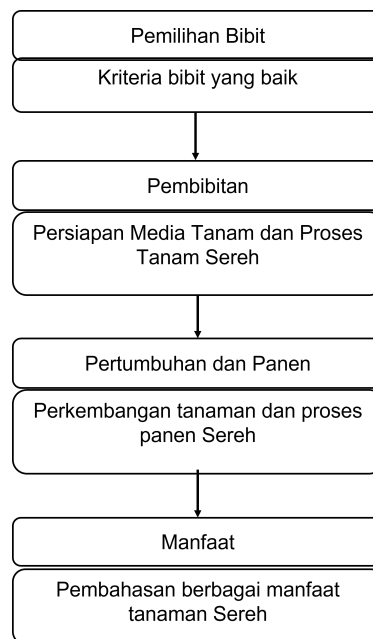 Pemilihan Bibit
Kriteria bibit yang baik
Pembibitan
Persiapan Media Tanam dan Proses
Tanam Sereh
Pertumbuhan dan Panen
Perkembangan tanaman dan proses
panen Sereh
Manfaat
Pembahasan berbagai manfaat
tanaman Sereh